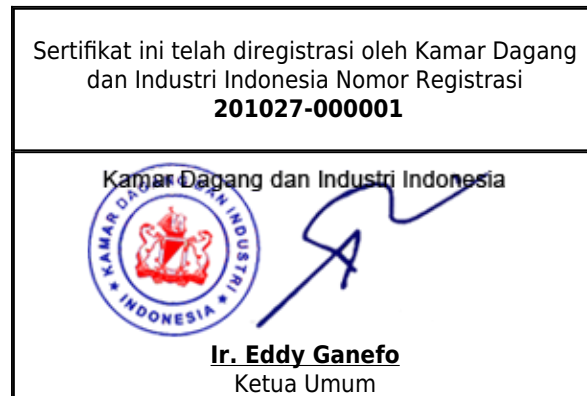 Sertifikat ini telah diregistrasi oleh Kamar Dagang
dan Industri Indonesia Nomor Registrasi
201027-000001
Kamar Dagang dan Industri Indonesia
KAMAR DAGANG DAN INDUSTRI
INDONESIA
Ir. Eddy Ganefo
Ketua Umum